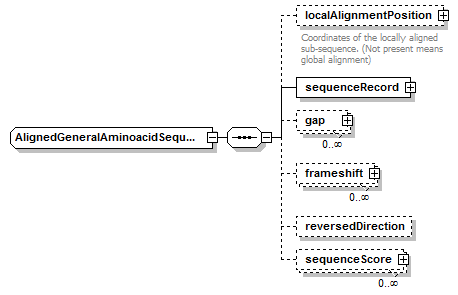 localAlignmentPosition
Coordinates of the locally aligned
sub-sequence. (Not present means
global alignment)
sequenceRecord
gap
0..∞
AlignedGeneralAminoacidSequ...
frameshift
0..∞
reversedDirection
sequenceScore
0..∞